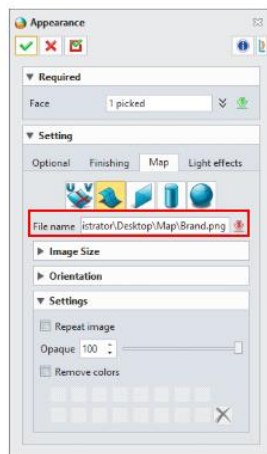 Appearance
Required
Face 1 picked
Setting
Optional Finishing Map Light effects
File name istrator\Desktop\Map\Brand.png
Image Size
Orientation
Settings
Repeat image
Opaque 100
Remove colors